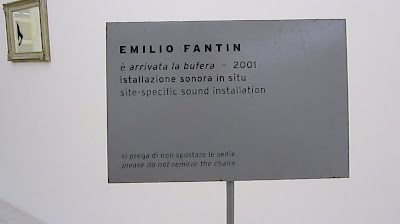 EMILIO FANTIN
è arrivata la bufera – 2001
istallazione sonora in situ
site-specific sound installation
si prega di non spostare le sedie
please do not remove the chairs